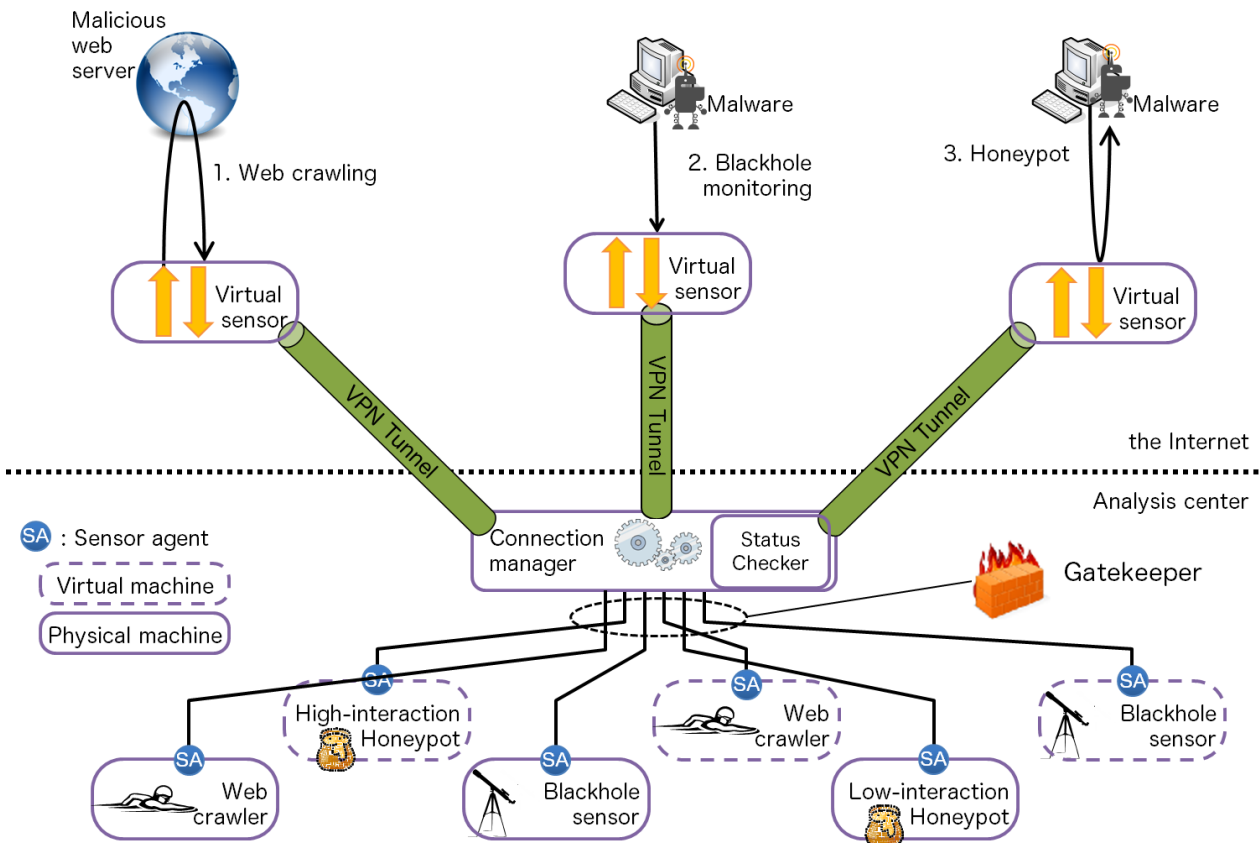 Malicious
web
server
1. Web crawling
Malware
2. Blackhole
monitoring
Malware
3. Honeypot
Virtual
sensor
Virtual
sensor
Virtual
sensor
VPN Tunnel
VPN Tunnel
VPN Tunnel
the Internet
Analysis center
SA : Sensor agent
Virtual machine
Physical machine
Connection
manager
Status
Checker
Gatekeeper
SA
High-interaction
Honeypot
SA
Web
crawler
SA
Blackhole
sensor
SA
Web
crawler
SA
Blackhole
sensor
SA
Low-interaction
Honeypot